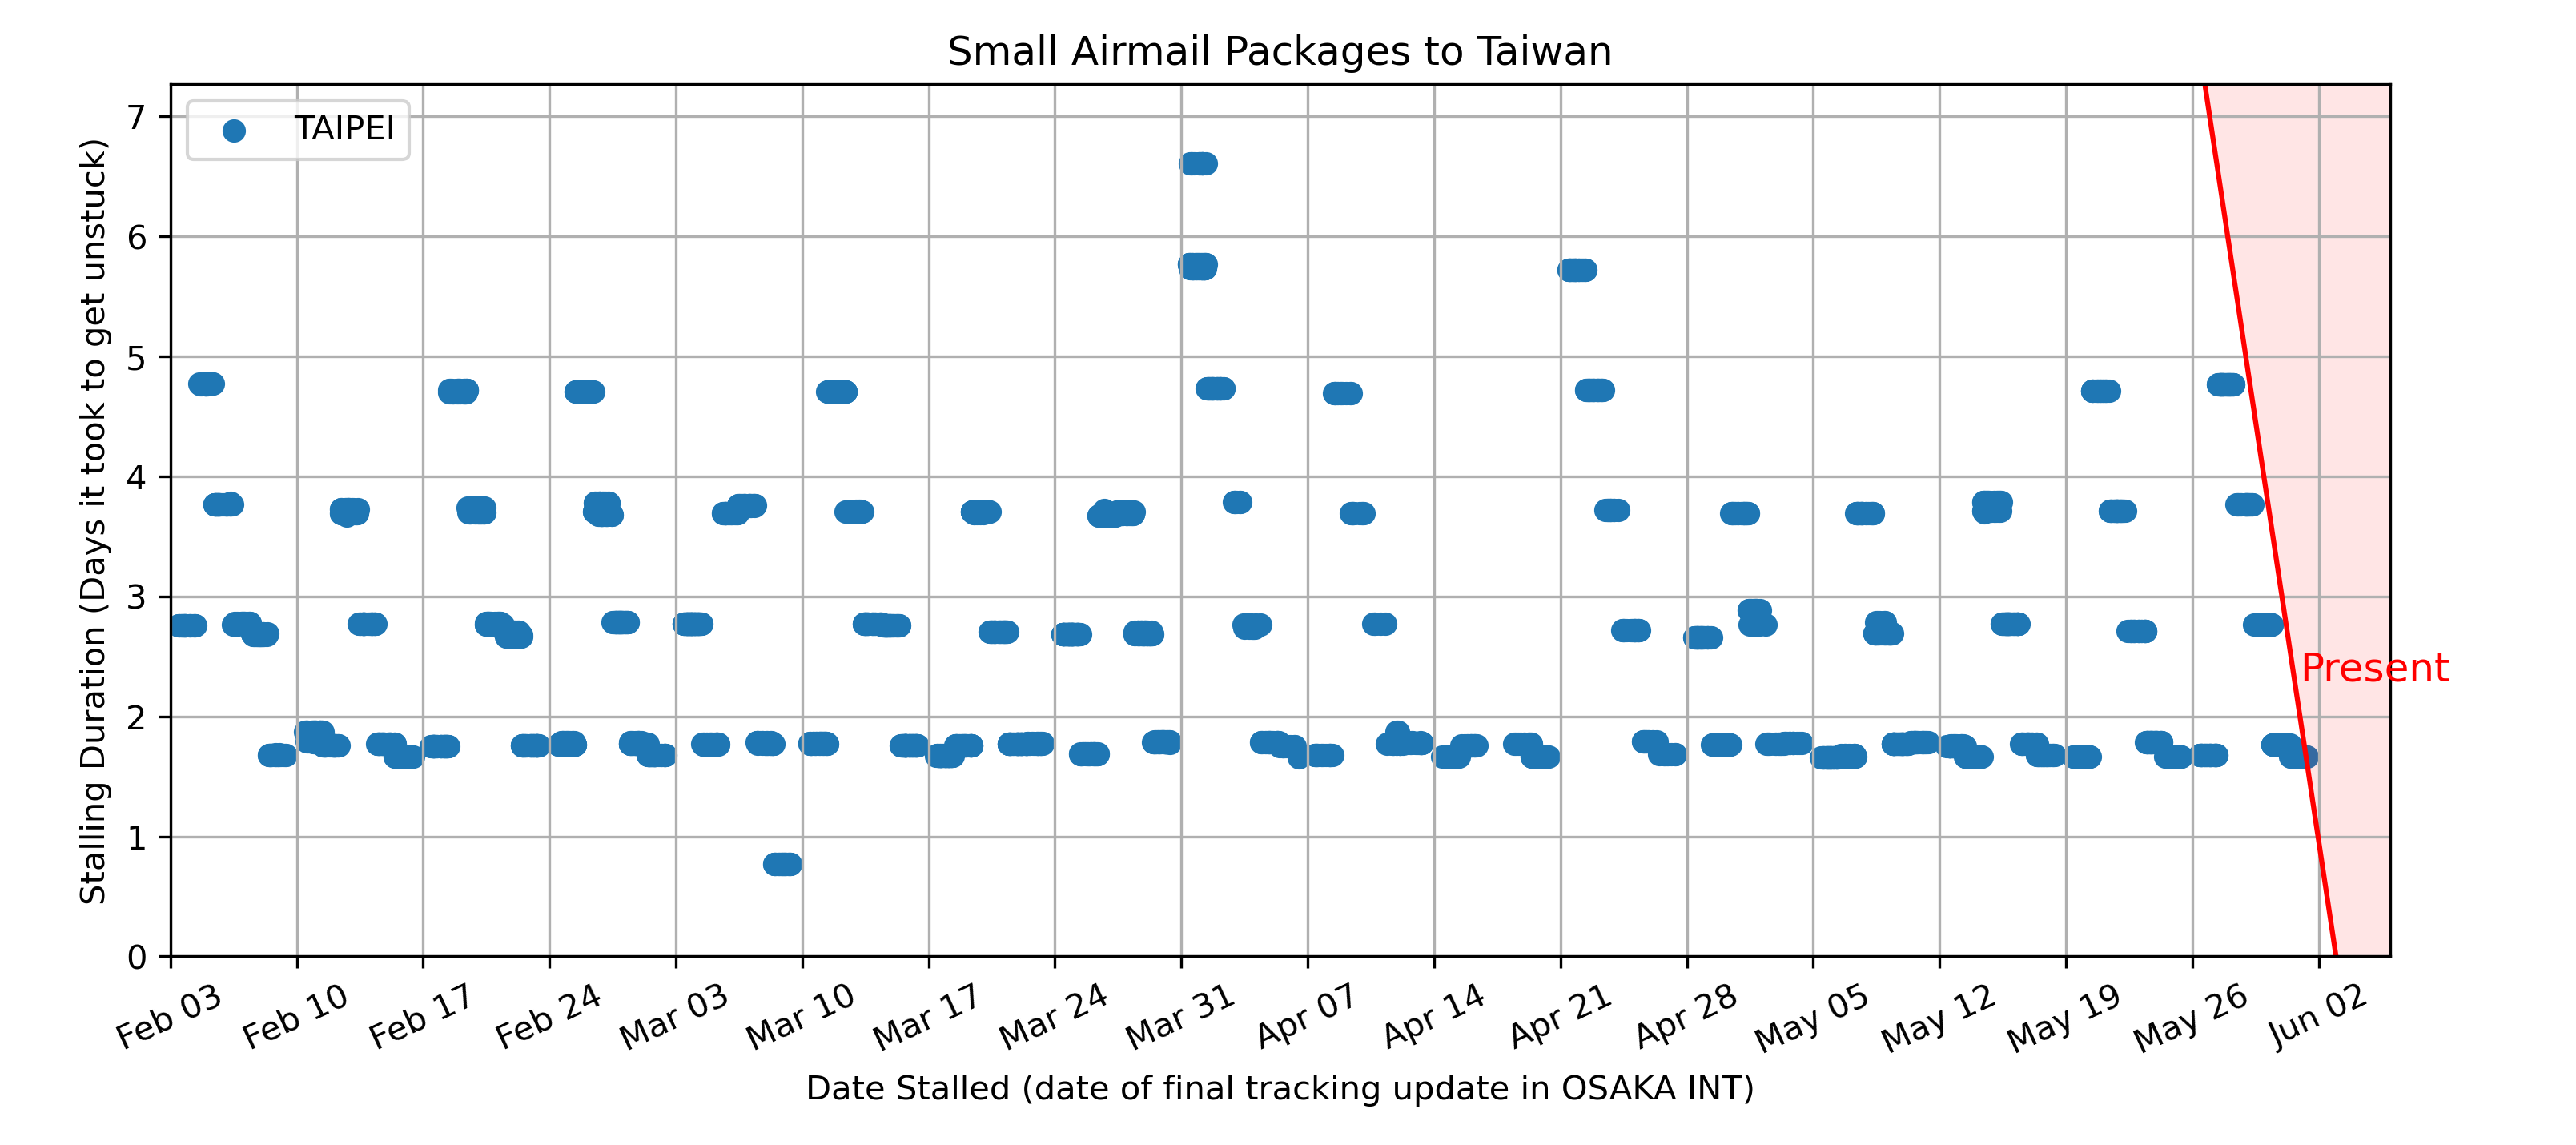 Small Airmail Packages to Taiwan
TAIPEI
Stalling Duration (Days it took to get unstuck)
7
6
5
4
3
2
1
0
Present
Feb 03
Feb 10
Feb 17
Feb 24
Mar 03
Mar 10
Mar 17
Mar 24
Mar 31
Apr 07
Apr 14
Apr 21
Apr 28
May 05
May 12
May 19
May 26
Jun 02
Date Stalled (date of final tracking update in OSAKA INT)